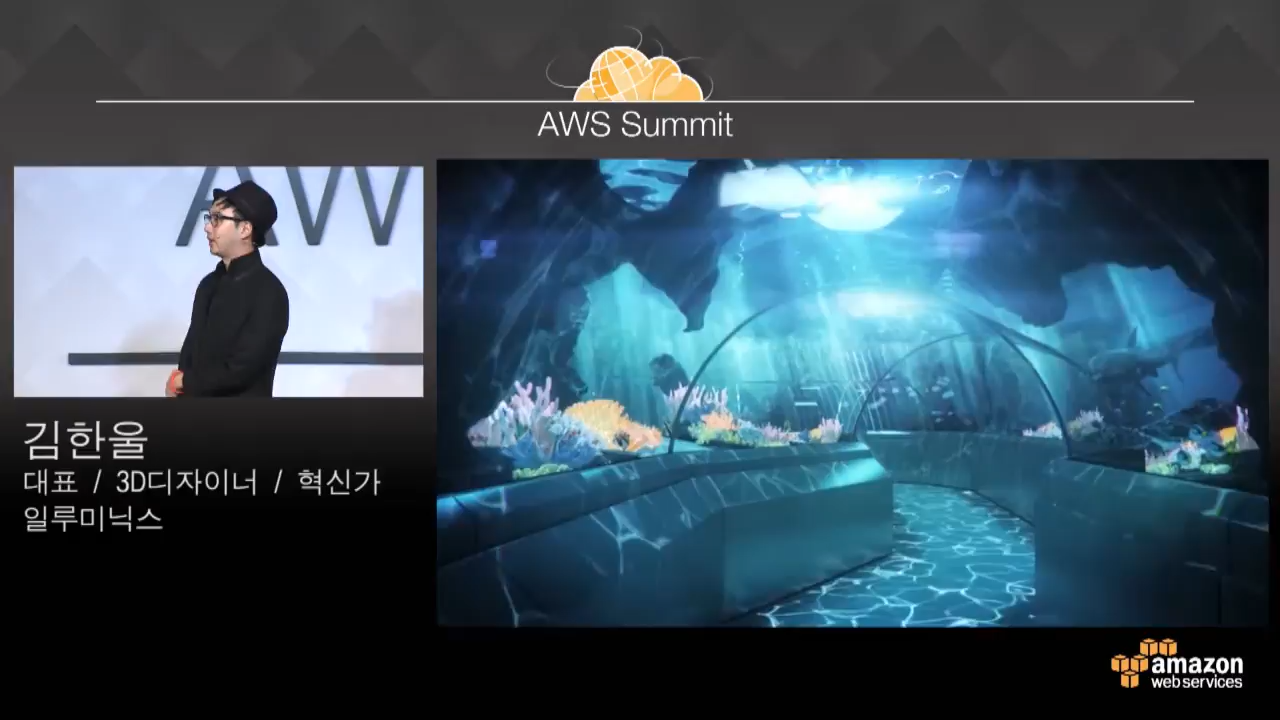 AWS Summit
AW
김한울
대표 / 3D디자이너 / 혁신가
일루미닉스
amazon
web services